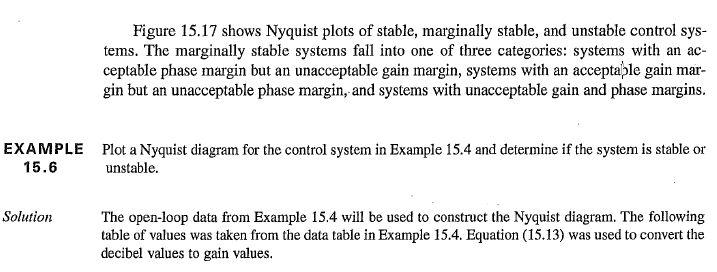 Figure 15.17 shows Nyquist plots of stable, marginally stable, and unstable control sys-
tems. The marginally stable systems fall into one of three categories: systems with an ac-
ceptable phase margin but an unacceptable gain margin, systems with an acceptable gain mar-
gin but an unacceptable phase margin, and systems with unacceptable gain and phase margins.
EXAMPLE 15.6
Plot a Nyquist diagram for the control system in Example 15.4 and determine if the system is stable or
unstable.
Solution
The open-loop data from Example 15.4 will be used to construct the Nyquist diagram. The following
table of values was taken from the data table in Example 15.4. Equation (15.13) was used to convert the
decibel values to gain values.